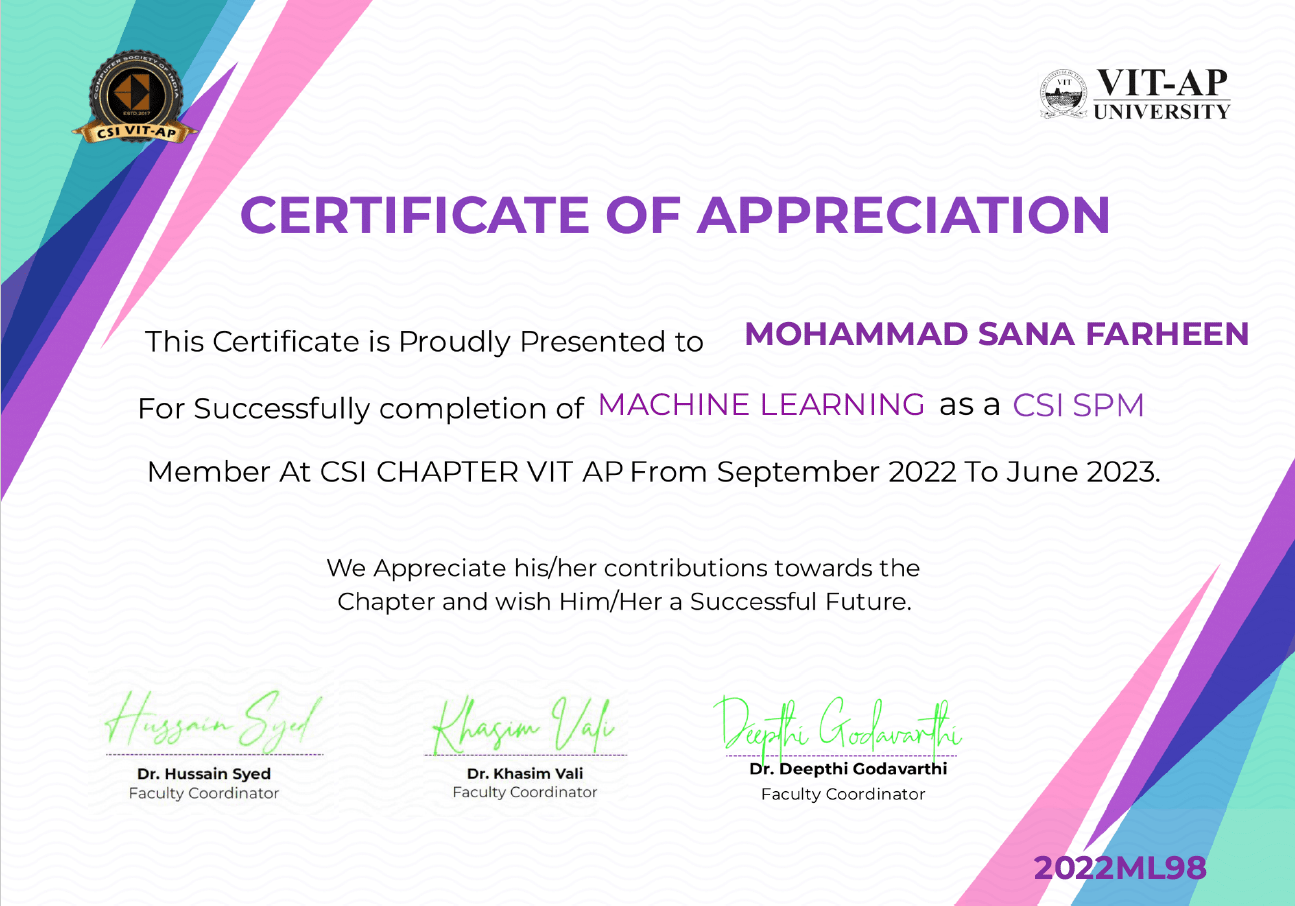 COMPUTER SOCIETY OF INDIA
ESTD.2017
CSI VIT-AP
VIT
VIT-AP
UNIVERSITY
CERTIFICATE OF APPRECIATION
This Certificate is Proudly Presented to MOHAMMAD SANA FARHEEN
For Successfully completion of MACHINE LEARNING as a CSI SPM
Member At CSI CHAPTER VIT AP From September 2022 To June 2023.
We Appreciate his/her contributions towards the
Chapter and wish Him/Her a Successful Future.
Hussain Syed Khasim Vali Deepthi Godavarthi
Dr. Hussain Syed Dr. Khasim Vali Dr. Deepthi Godavarthi
Faculty Coordinator Faculty Coordinator Faculty Coordinator
2022ML98